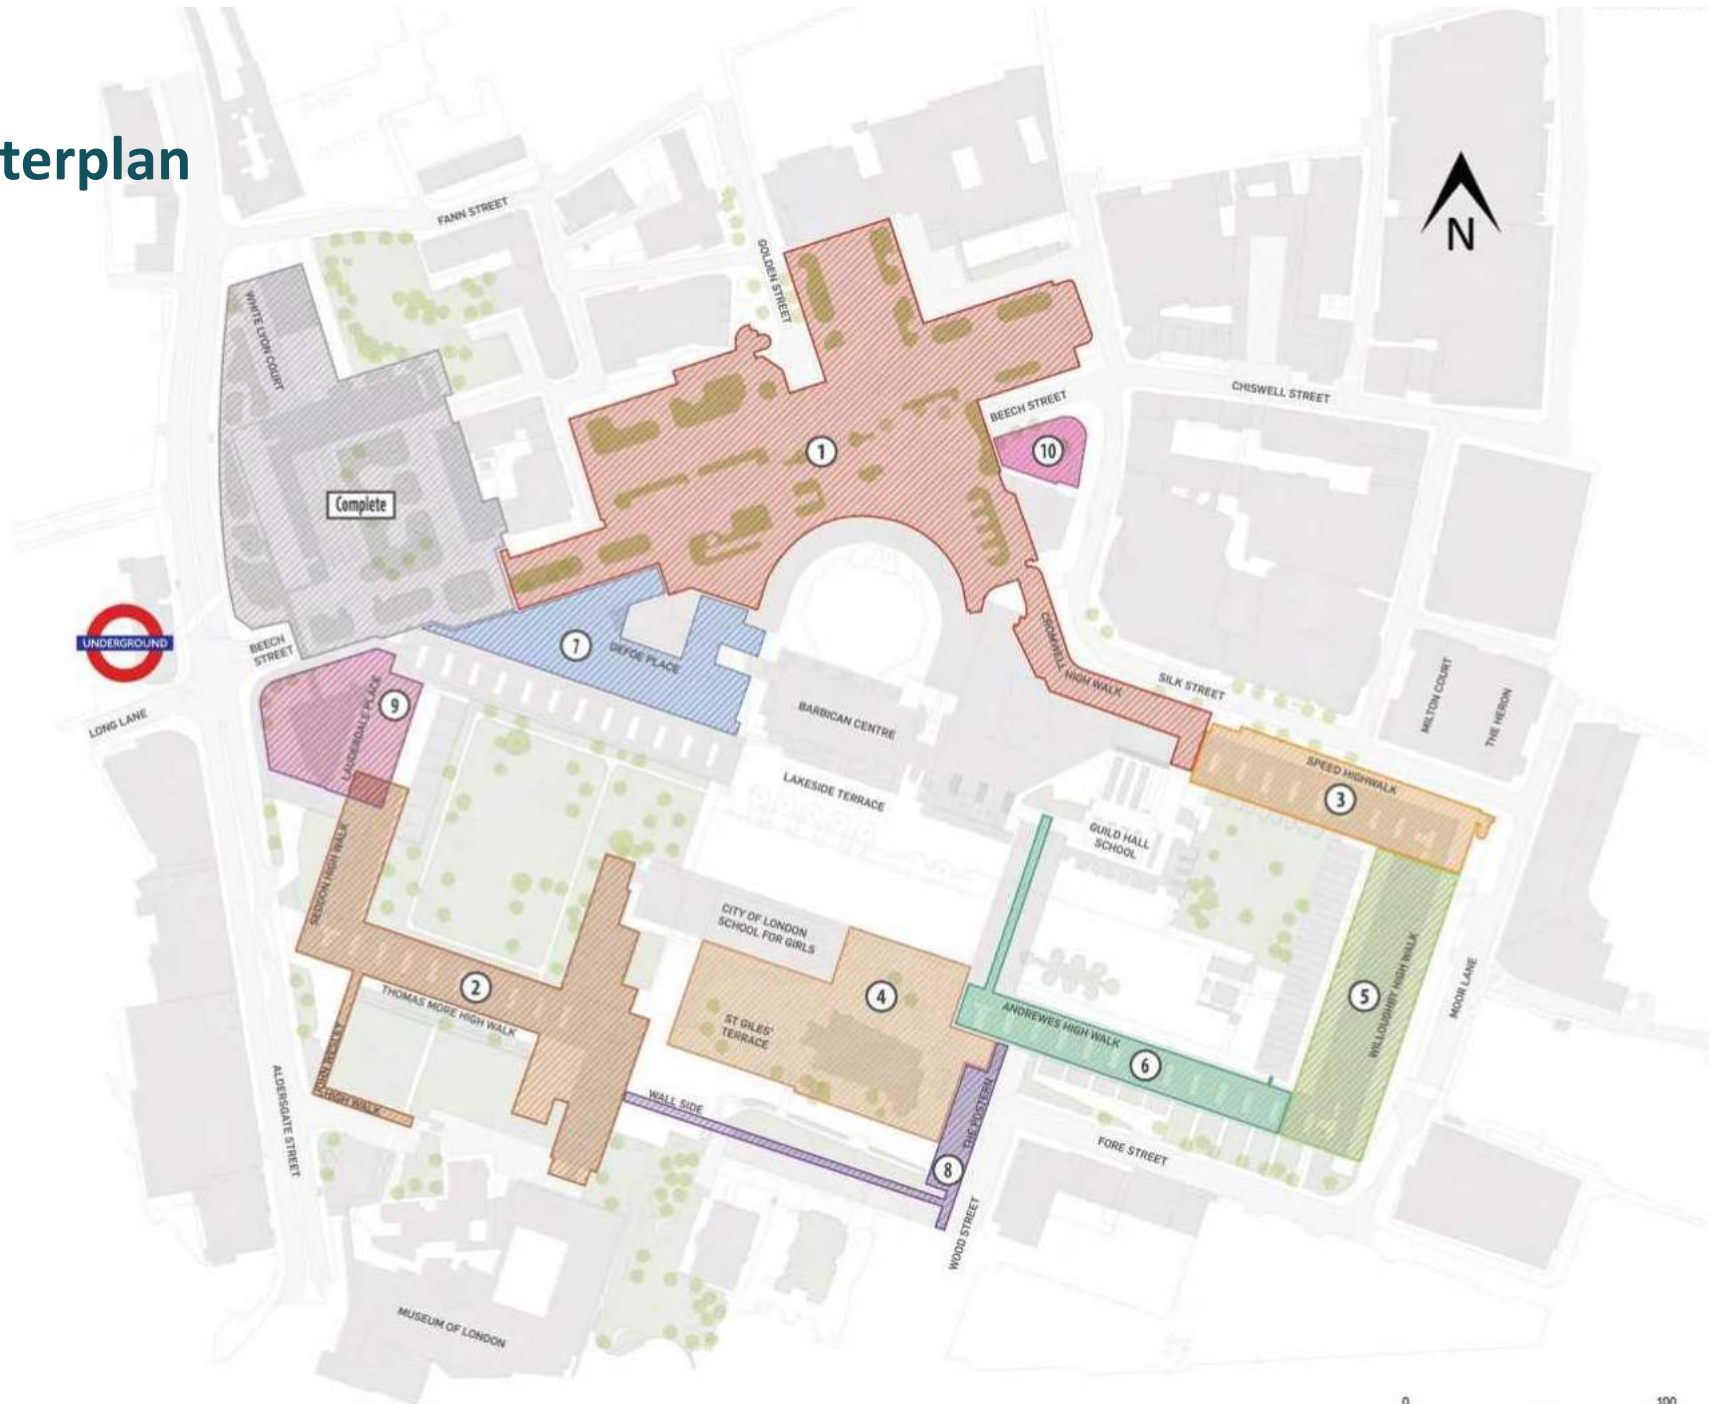 terplan
FANN STREET
GOLDEN STREET
N
WHITE LYON COURT
CHISWELL STREET
BEECH STREET
1
10
Complete
UNDERGROUND
BEECH
STREET
7
DEFOE PLACE
CROMWELL HIGH WALK
SILK STREET
MILTON COURT
THE HERON
LONG LANE
LAUDERDALE PLACE
9
BARBICAN CENTRE
LAKESIDE TERRACE
SPEED HIGHWALK
3
GUILD HALL
SCHOOL
SEDDON HIGH WALK
CITY OF LONDON
SCHOOL FOR GIRLS
2
THOMAS MORE HIGH WALK
4
ST GILES'
TERRACE
ANDREWES HIGH WALK
5
WILLOUGHBY HIGH WALK
MOOR LANE
6
JOHN WESLEY
HIGH WALK
ALDERSGATE STREET
WALL SIDE
THE POSTERN
FORE STREET
8
WOOD STREET
MUSEUM OF LONDON
0 100